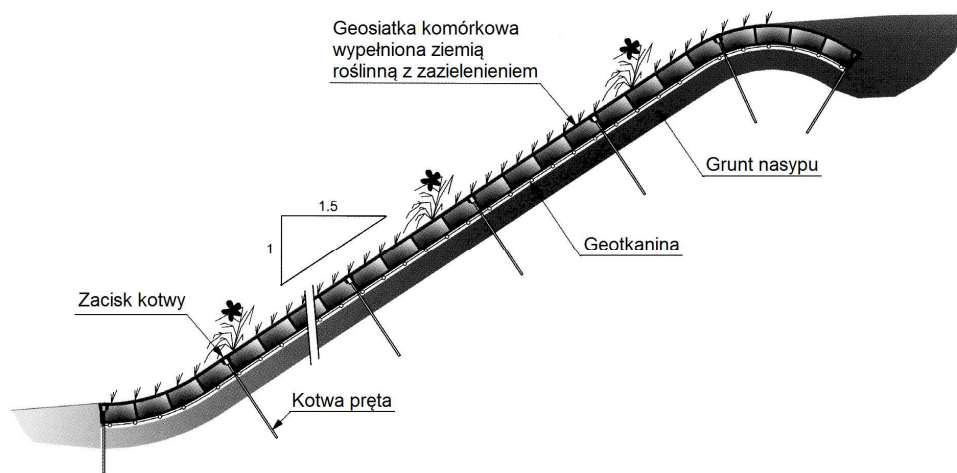 Geosiatka komórkowa
wypełniona ziemią
roślinną z zazielenieniem
Grunt nasypu
1.5
1
Geotkanina
Zacisk kotwy
Kotwa pręta